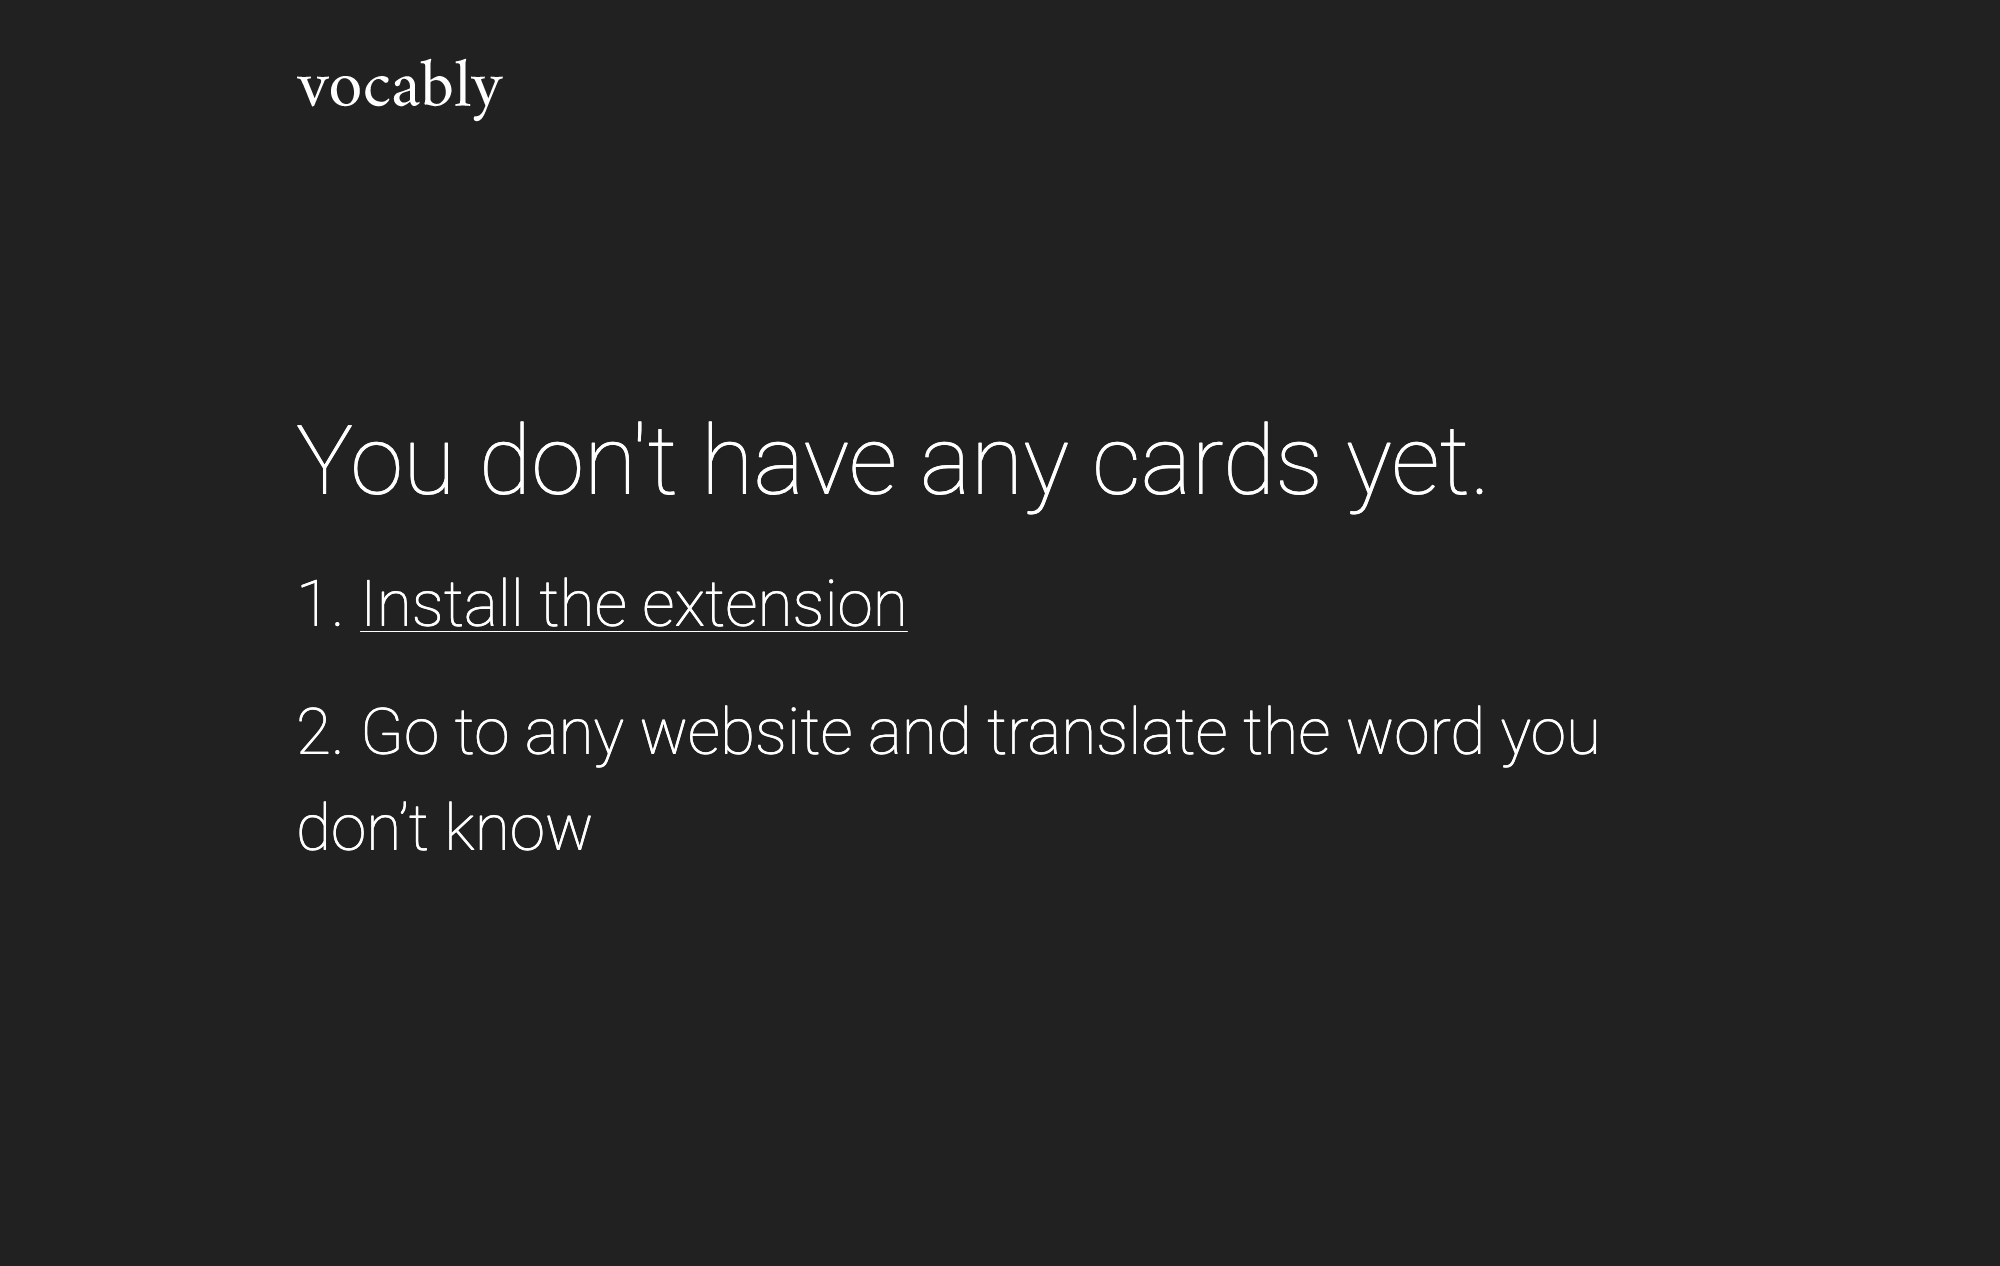 vocably
You don't have any cards yet.
1. Install the extension
2. Go to any website and translate the word you
don’t know